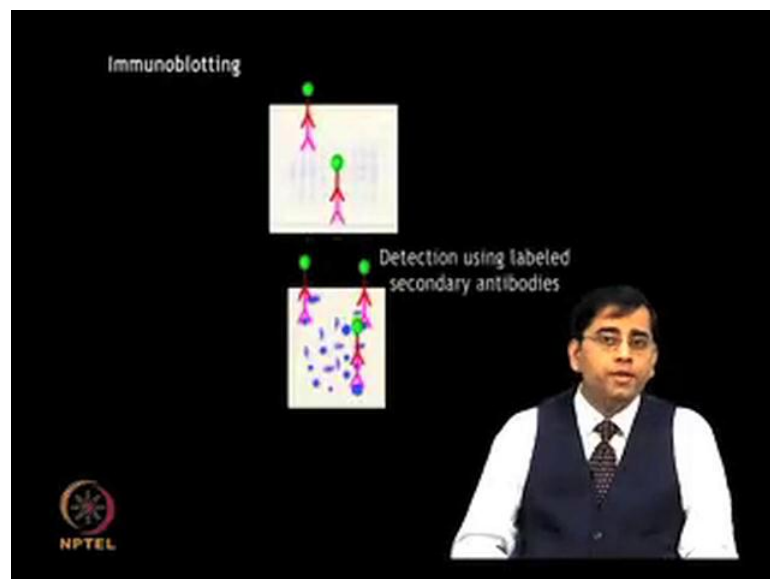 Immunoblotting
Detection using labeled
secondary antibodies
NPTEL